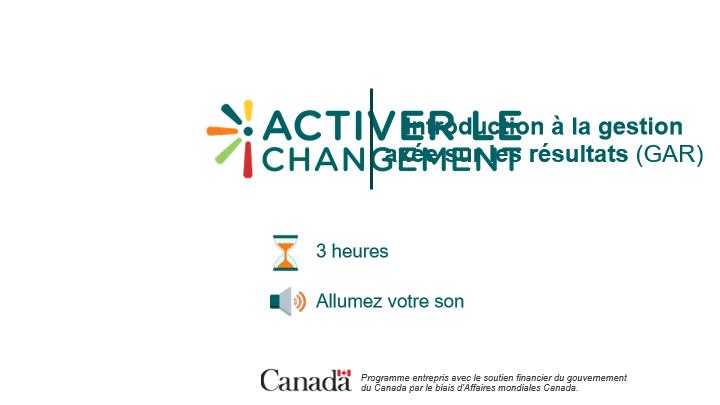 ACTIVER LE
CHANGEMENT
Introduction à la gestion
axée sur les résultats (GAR)
3 heures
Allumez votre son
Canada
Programme entrepris avec le soutien financier du gouvernement
du Canada par le biais d'Affaires mondiales Canada.